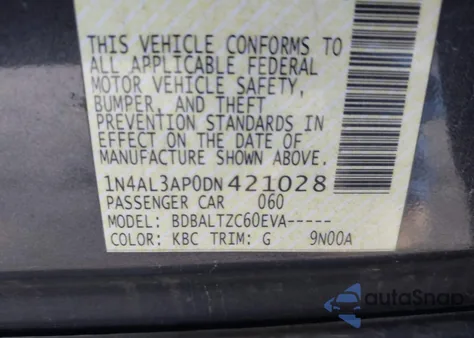 THIS VEHICLE CONFORMS TO
ALL APPLICABLE FEDERAL
MOTOR VEHICLE SAFETY,
BUMPER, AND THEFT
PREVENTION STANDARDS IN
EFFECT ON THE DATE OF
MANUFACTURE SHOWN ABOVE.
1N4AL3AP0DN421028
PASSENGER CAR 060
MODEL: BDBALTZC60EVA-----
COLOR: KBC TRIM: G 9N00A
autoSnap